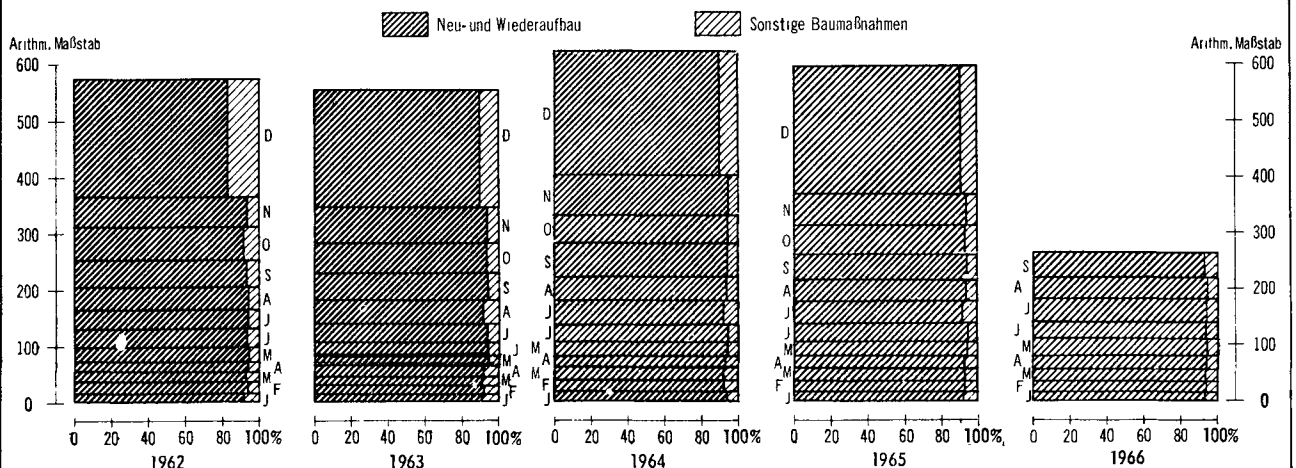 Neu- und Wiederaufbau
Sonstige Baumaßnahmen
Arithm. Maßstab
Arithm. Maßstab
600
500
400
300
200
100
0
D
N
O
S
A
J
J
M
A
M
F
J
D
N
O
S
A
J
J
M
A
M
F
J
D
N
O
S
A
J
J
M
A
M
F
J
D
N
O
S
A
J
J
M
A
M
F
J
S
A
J
J
M
A
M
F
J
600
500
400
300
200
100
0
0 20 40 60 80 100%
0 20 40 60 80 100%
0 20 40 60 80 100%
0 20 40 60 80 100%
0 20 40 60 80 100%
1962
1963
1964
1965
1966